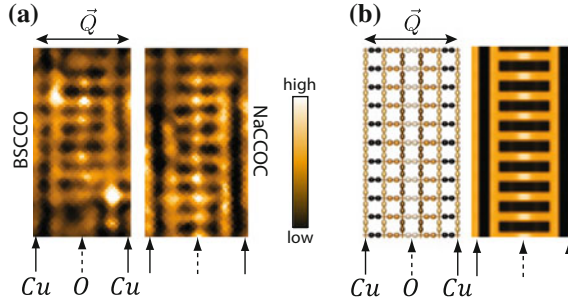 (a)
Q⃗
BSCCO
NaCCOC
high
low
Cu O Cu
(b)
Q⃗
Cu O Cu